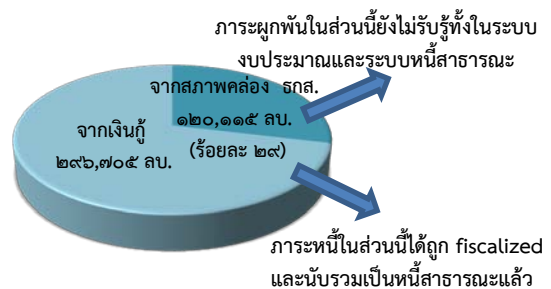 ภาระผูกพันในส่วนนี้ยังไม่รับรู้ทั้งในระบบ
งบประมาณและระบบหนี้สาธารณะ
จากสภาพคล่อง ธกส.
๑๒๐,๑๑๕ ลบ.
(ร้อยละ ๒๙)
จากเงินกู้
๒๙๖,๗๐๕ ลบ.
ภาระหนี้ในส่วนนี้ได้ถูก fiscalized
และนับรวมเป็นหนี้สาธารณะแล้ว